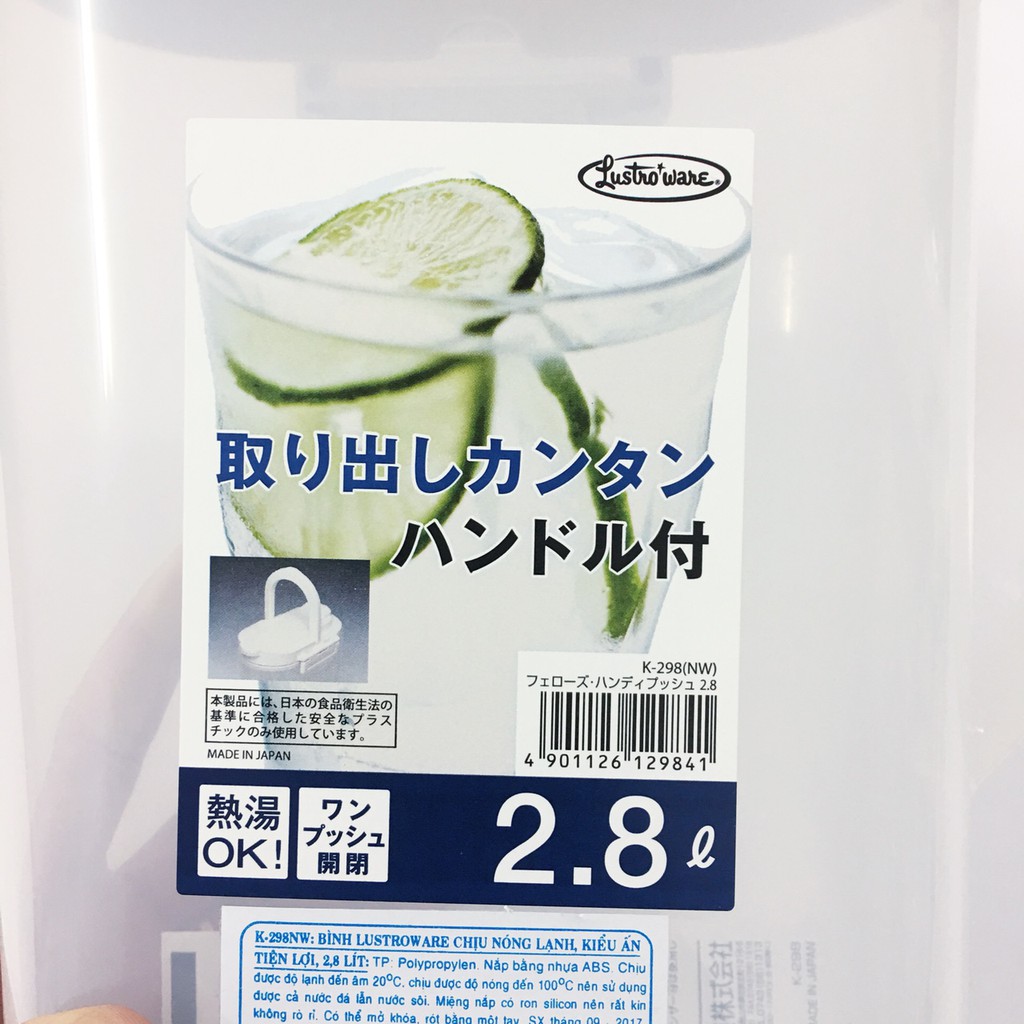 Lustro ware
取り出しカンタン
ハンドル付
K-298(NW)
フェローズ・ハンディプッシュ 2.8
4 901126 129841
本製品には、日本の食品衛生法の
基準に合格した安全なプラス
チックのみ使用しています。
MADE IN JAPAN
熱湯
OK!
ワン
プッシュ
開閉
2.8 ℓ
K-298NW: BÌNH LUSTROWARE CHỊU NÓNG LẠNH, KIỂU ẤN
TIỆN LỢI, 2,8 LÍT: TP: Polypropylen. Nắp bằng nhựa ABS. Chịu
được độ lạnh đến âm 20°C, chịu được độ nóng đến 100°C nên sử dụng
được cả nước đá lẫn nước sôi. Miệng nắp có ron silicon nên rất kín
không rò rỉ. Có thể mở khóa, rót bằng một tay. SX tháng 09 - 2017
株式会社
K-298
MADE IN JAPAN